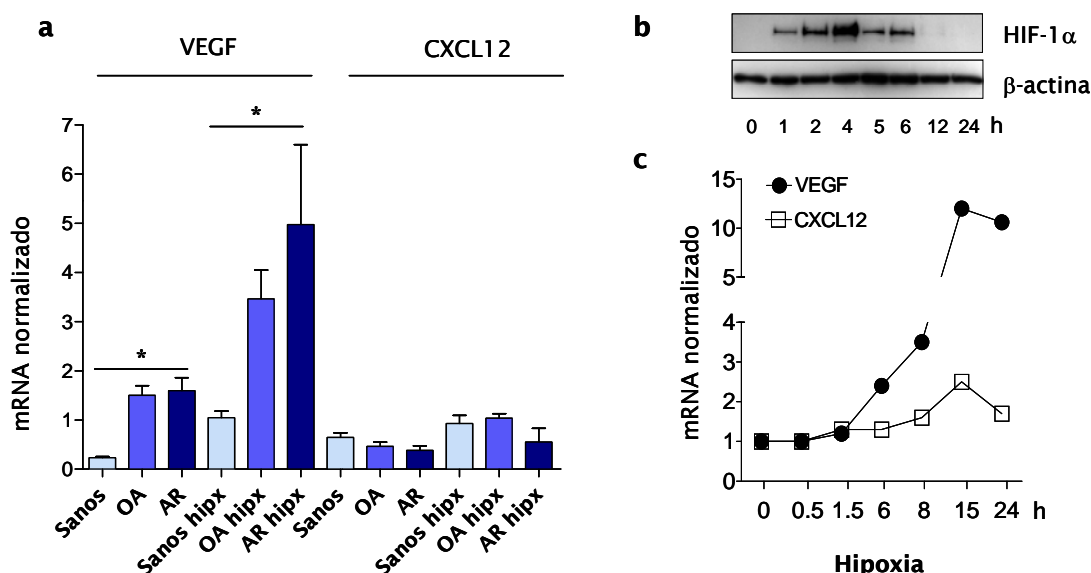 a
VEGF
CXCL12
mRNA normalizado
7
6
5
4
3
2
1
0
*
*
Sanos
OA
AR
Sanos hipx
OA hipx
AR hipx
Sanos
OA
AR
Sanos hipx
OA hipx
AR hipx
b
HIF-1α
β-actina
0 1 2 4 5 6 12 24 h
c
VEGF
CXCL12
mRNA normalizado
15
10
5
4
3
2
1
0
0 0.5 1.5 6 8 15 24 h
Hipoxia